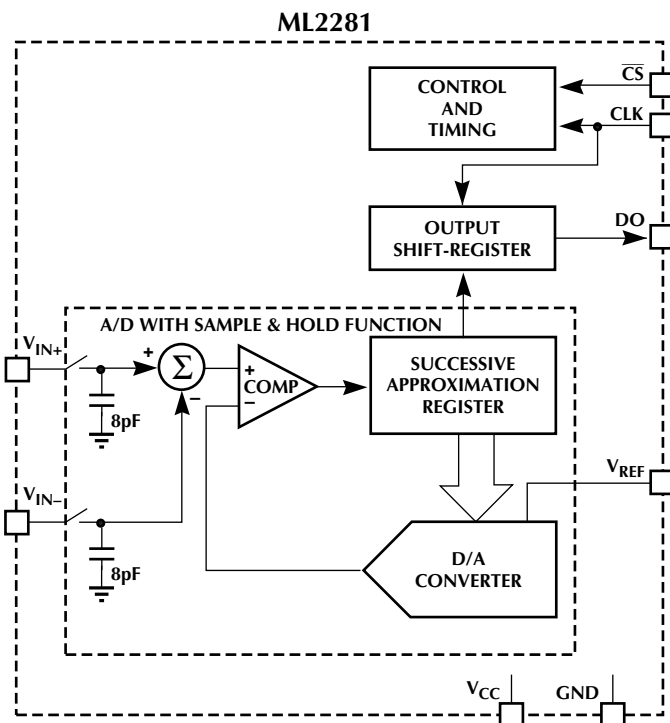 ML2281
CONTROL
AND
TIMING
C̅S̅
CLK
OUTPUT
SHIFT-REGISTER
DO
A/D WITH SAMPLE & HOLD FUNCTION
VIN+
+
Σ
−
+
COMP
−
SUCCESSIVE
APPROXIMATION
REGISTER
8pF
VREF
VIN−
8pF
D/A
CONVERTER
VCC
GND